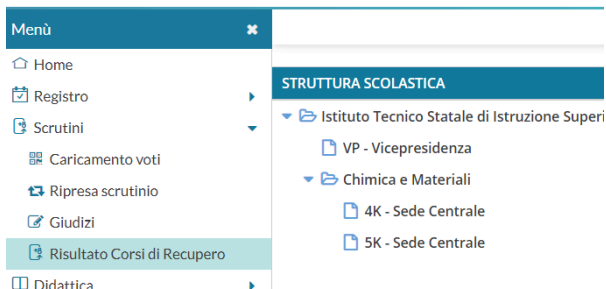 Menù
Home
Registro
Scrutini
Caricamento voti
Ripresa scrutinio
Giudizi
Risultato Corsi di Recupero
Didattica
STRUTTURA SCOLASTICA
Istituto Tecnico Statale di Istruzione Superi
VP - Vicepresidenza
Chimica e Materiali
4K - Sede Centrale
5K - Sede Centrale